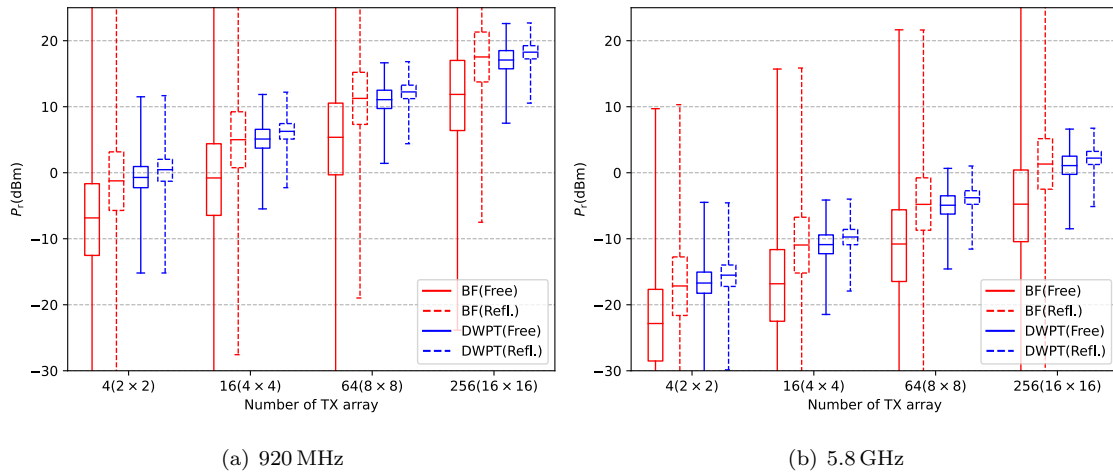 20
10
0
−10
−20
−30
Pr(dBm)
BF(Free)
BF(Refl.)
DWPT(Free)
DWPT(Refl.)
4(2 × 2)
16(4 × 4)
64(8 × 8)
256(16 × 16)
Number of TX array
(a) 920 MHz
20
10
0
−10
−20
−30
Pr(dBm)
BF(Free)
BF(Refl.)
DWPT(Free)
DWPT(Refl.)
4(2 × 2)
16(4 × 4)
64(8 × 8)
256(16 × 16)
Number of TX array
(b) 5.8 GHz